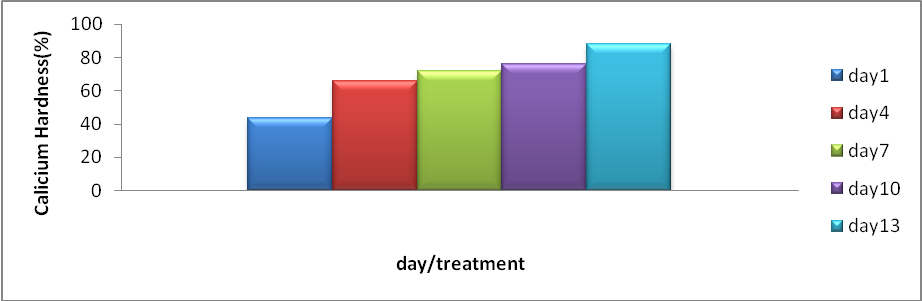 Calicium Hardness(%)
100
80
60
40
20
0
day/treatment
day1
day4
day7
day10
day13